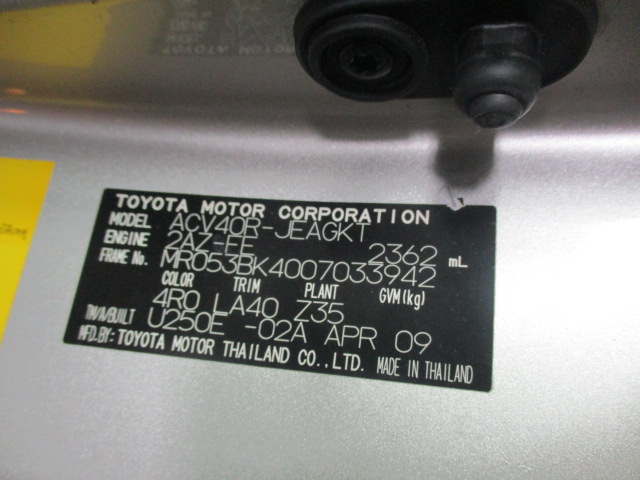 TOYOTA MOTOR CORPORATION
MODEL ACV40R-JEAGKT
ENGINE 2AZ-FE 2362 mL
FRAME No. MR053BK4007033942
COLOR TRIM PLANT GVM(kg)
4R0 LA40 Z35
TM/A/BUILT U250E -02A APR 09
MFD.BY: TOYOTA MOTOR THAILAND CO.,LTD. MADE IN THAILAND